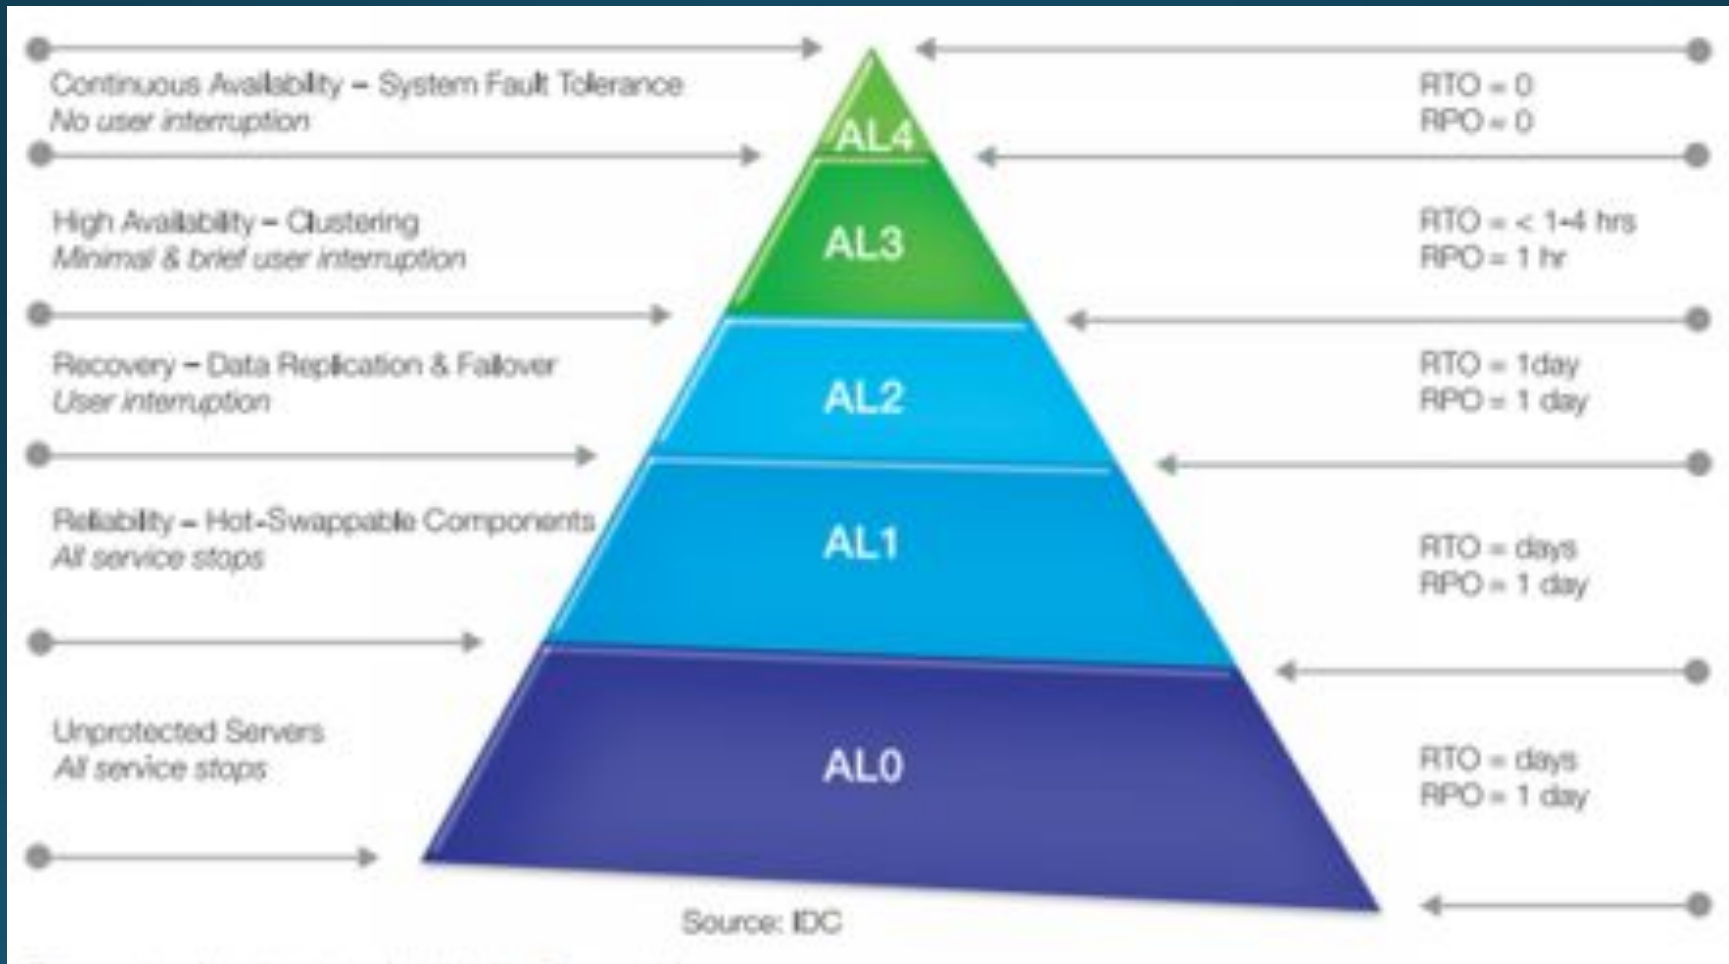 Continuous Availability – System Fault Tolerance
No user interruption
AL4
RTO = 0
RPO = 0
High Availability – Clustering
Minimal & brief user interruption
AL3
RTO = < 1-4 hrs
RPO = 1 hr
Recovery – Data Replication & Failover
User interruption
AL2
RTO = 1day
RPO = 1 day
Reliability – Hot-Swappable Components
All service stops
AL1
RTO = days
RPO = 1 day
Unprotected Servers
All service stops
AL0
RTO = days
RPO = 1 day
Source: IDC